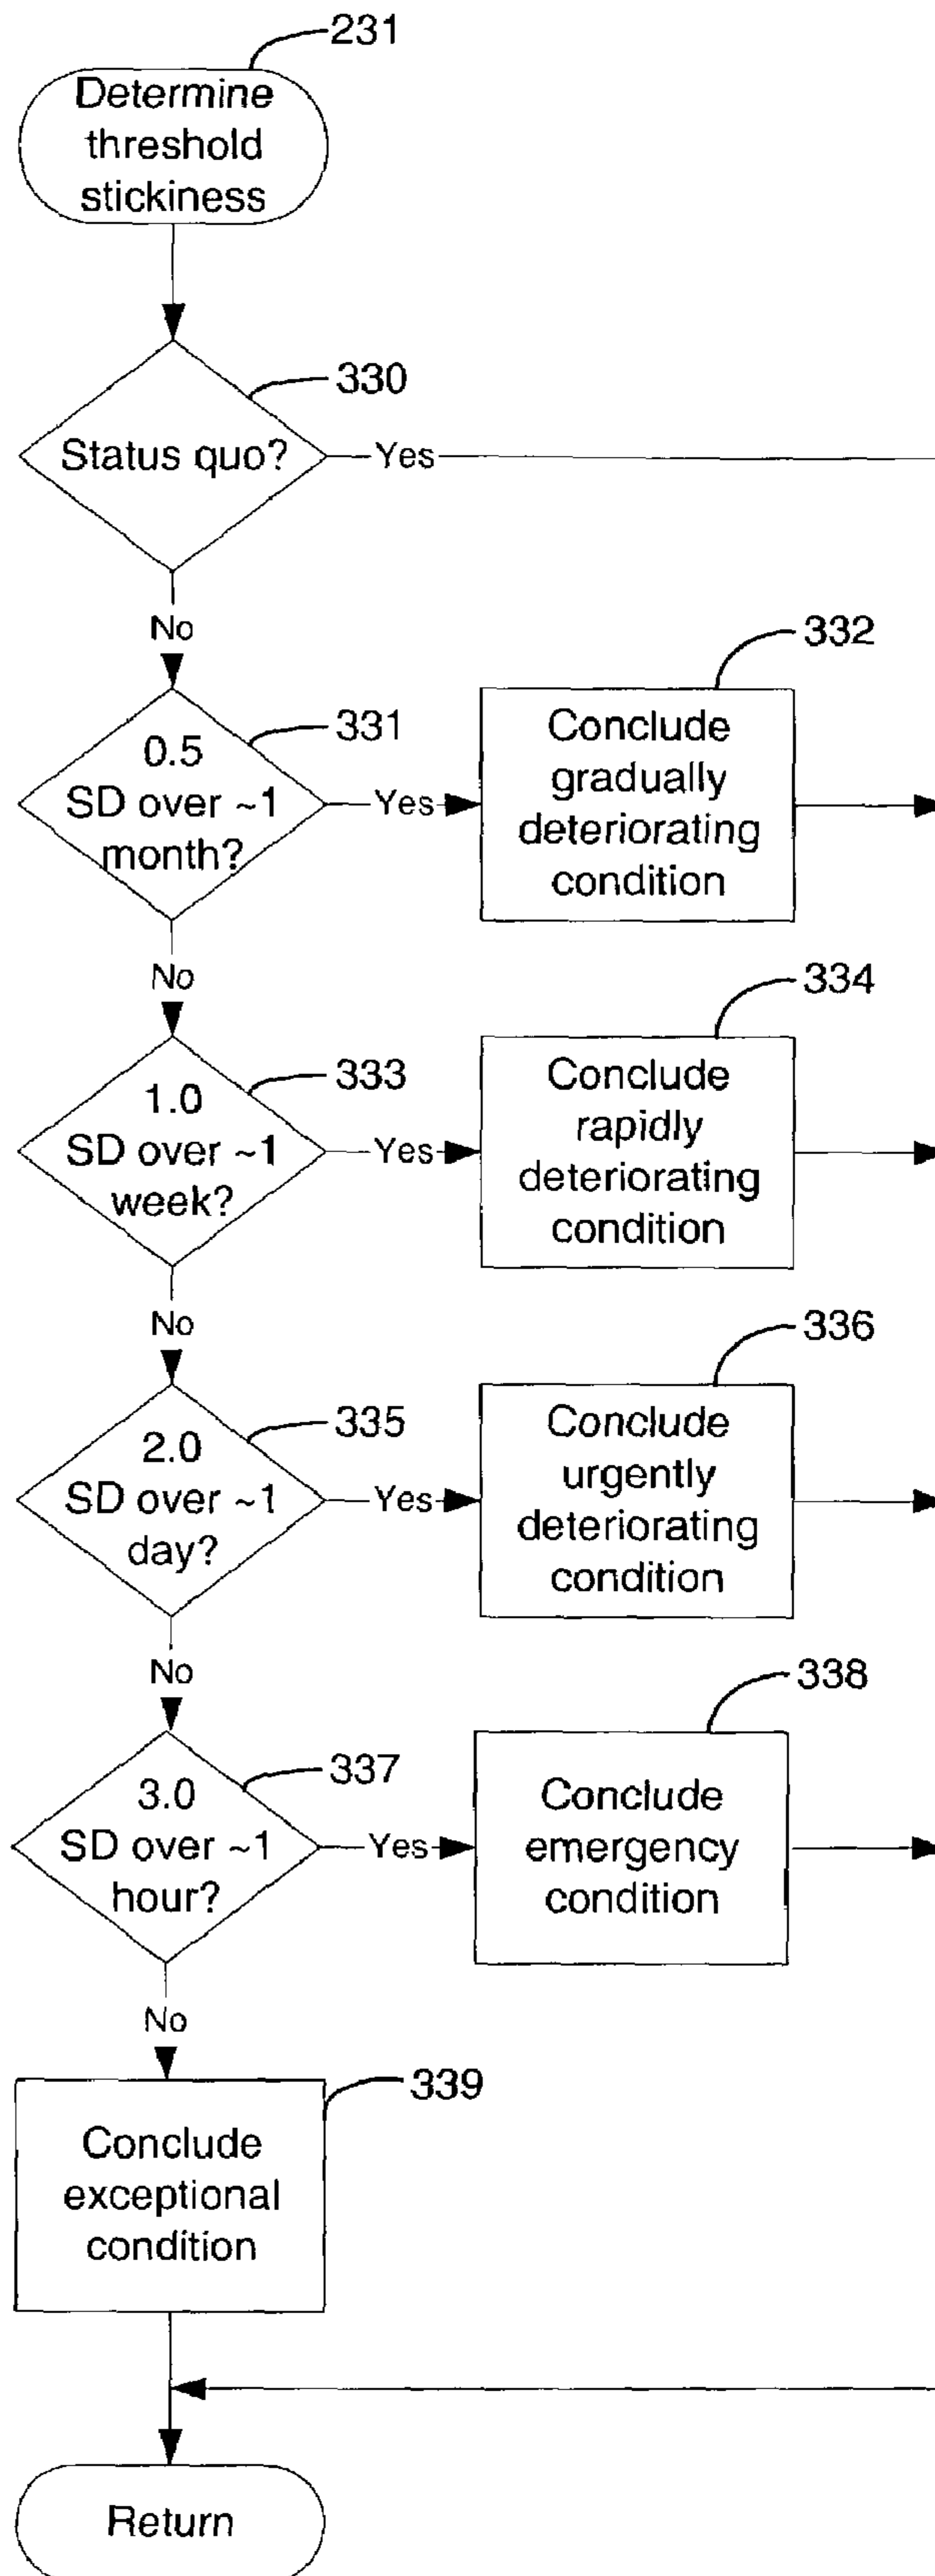 231
Determine
threshold
stickiness
330
Status quo?
Yes
No
332
331
0.5
SD over ~1
month?
Yes
Conclude
gradually
deteriorating
condition
No
334
333
1.0
SD over ~1
week?
Yes
Conclude
rapidly
deteriorating
condition
No
336
335
2.0
SD over ~1
day?
Yes
Conclude
urgently
deteriorating
condition
No
338
337
3.0
SD over ~1
hour?
Yes
Conclude
emergency
condition
No
339
Conclude
exceptional
condition
Return